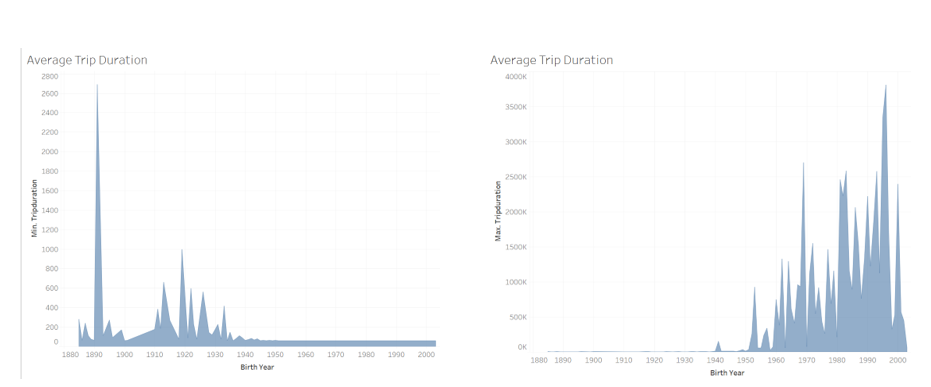 Average Trip Duration
2800
2600
2400
2200
2000
1800
1600
1400
1200
1000
800
600
400
200
0
Min. Tripduration
1880 1890 1900 1910 1920 1930 1940 1950 1960 1970 1980 1990 2000
Birth Year
Average Trip Duration
4000K
3500K
3000K
2500K
2000K
1500K
1000K
500K
0K
Max. Tripduration
1880 1890 1900 1910 1920 1930 1940 1950 1960 1970 1980 1990 2000
Birth Year